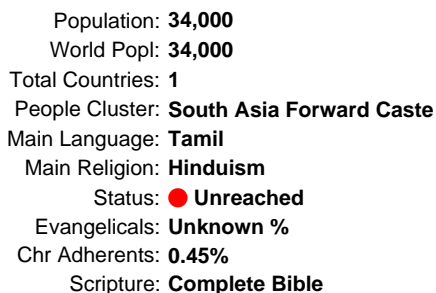 Population: 34,000
World Popl: 34,000
Total Countries: 1
People Cluster: South Asia Forward Caste
Main Language: Tamil
Main Religion: Hinduism
Status: Unreached
Evangelicals: Unknown %
Chr Adherents: 0.45%
Scripture: Complete Bible